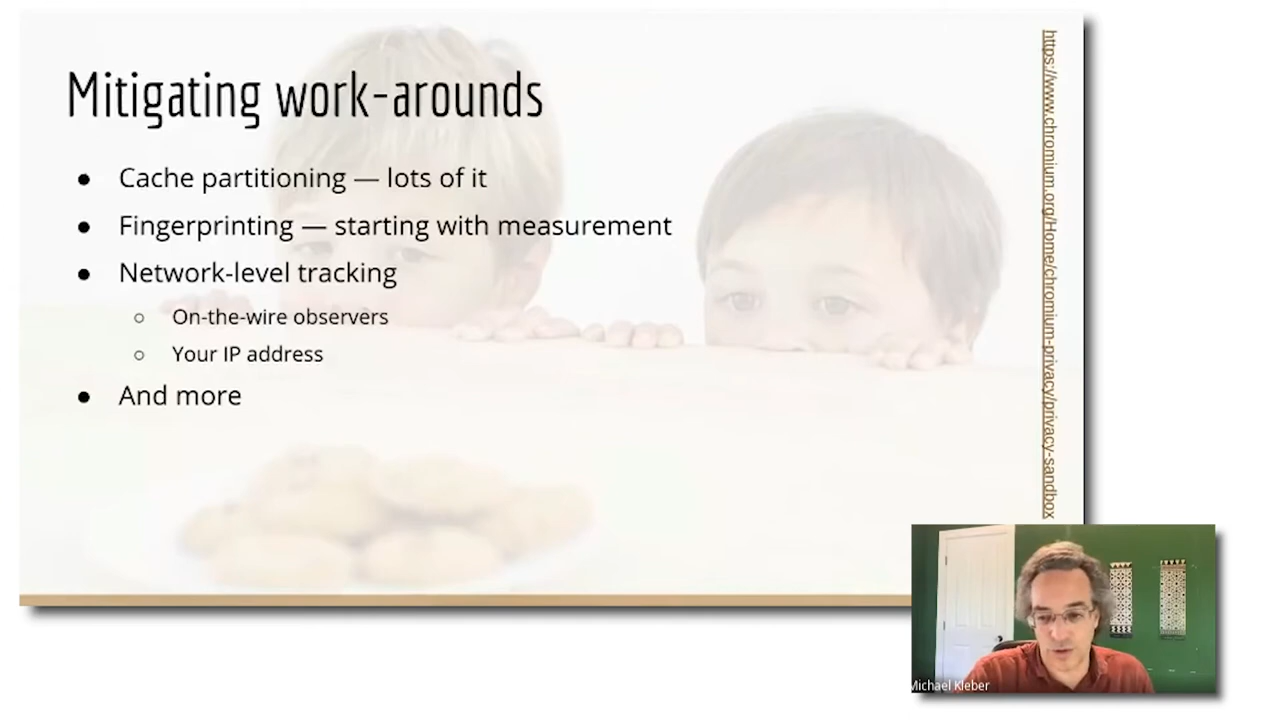 Mitigating work-arounds
● Cache partitioning — lots of it
● Fingerprinting — starting with measurement
● Network-level tracking
○ On-the-wire observers
○ Your IP address
● And more
https://www.chromium.org/Home/chromium-privacy/privacy-sandbox
Michael Kleber